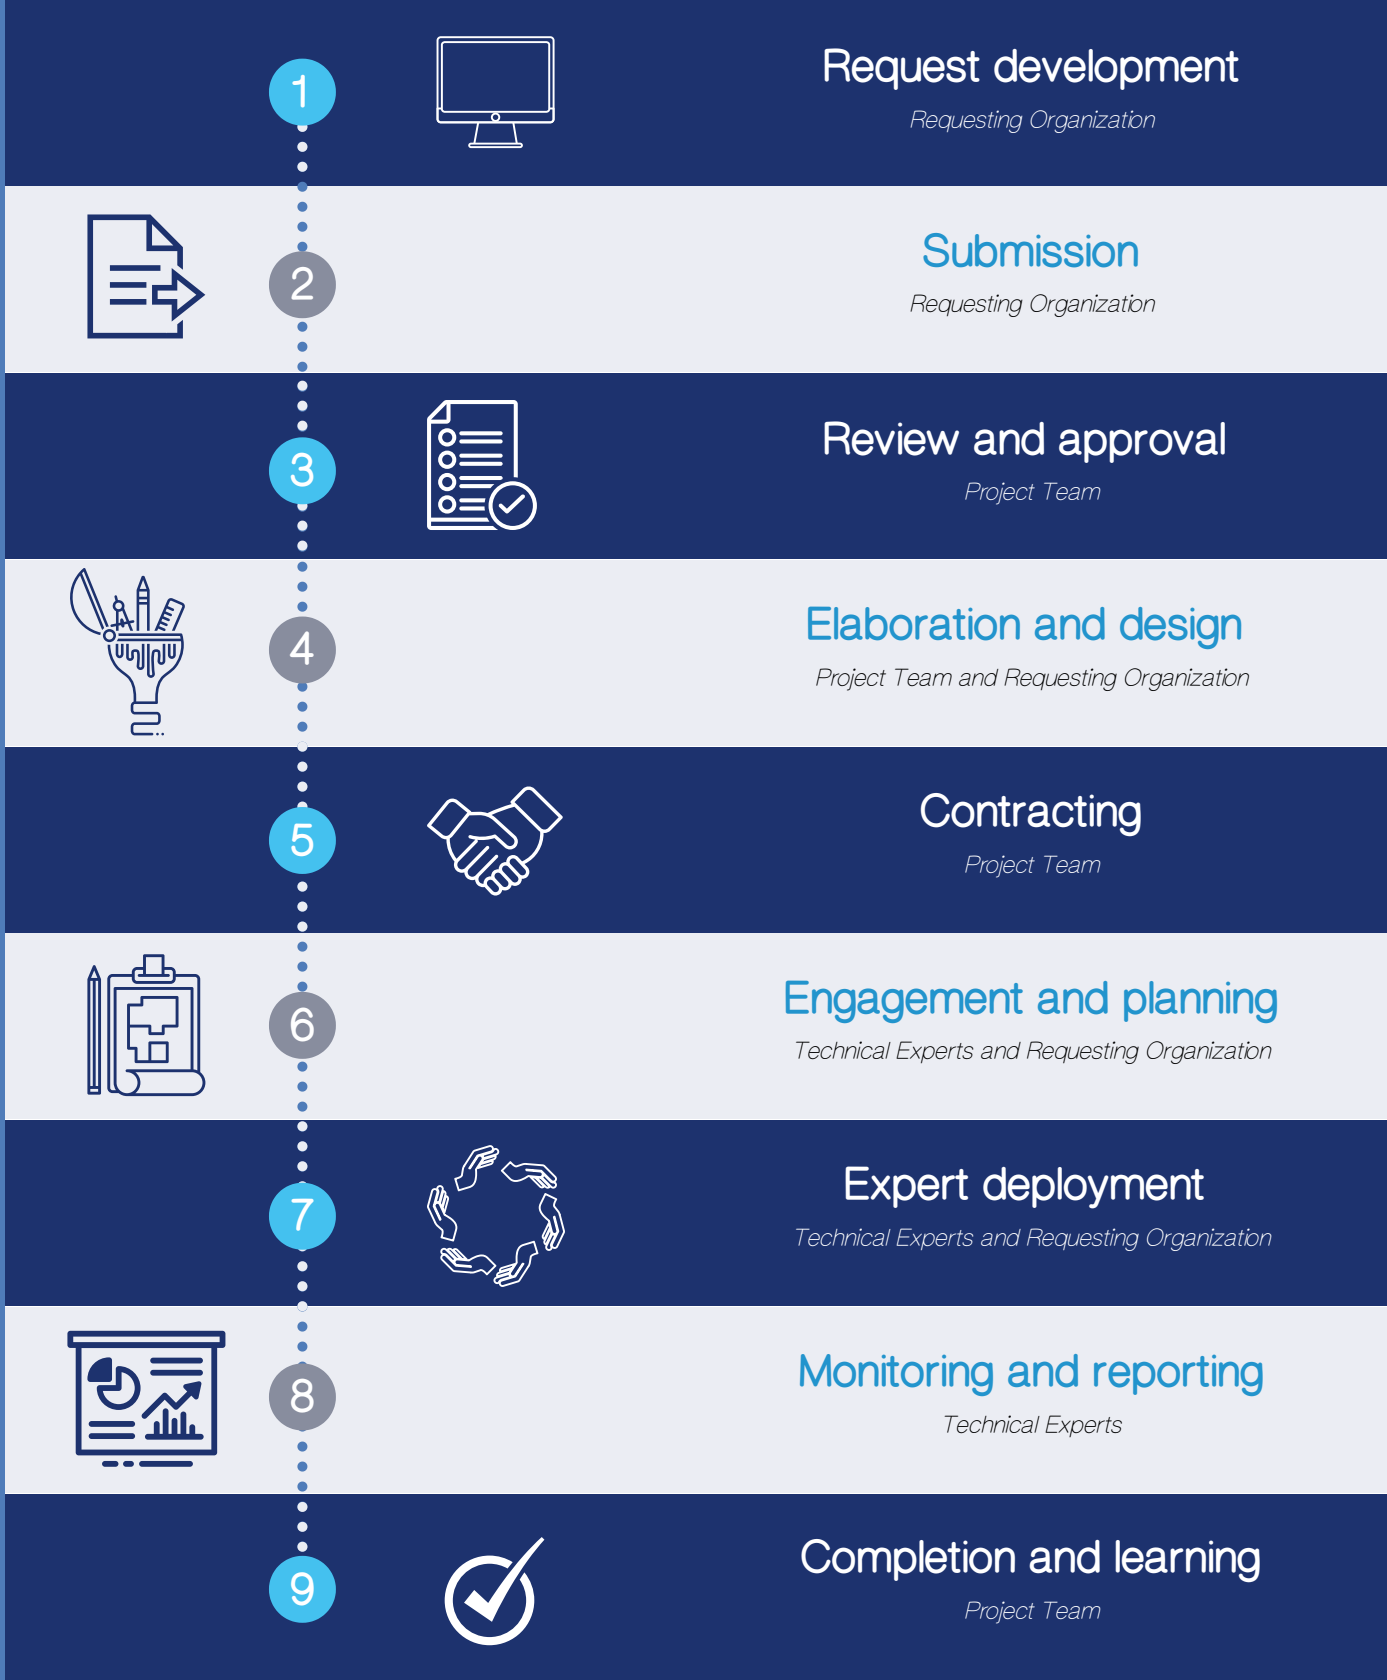 1
Request development
Requesting Organization
2
Submission
Requesting Organization
3
Review and approval
Project Team
4
Elaboration and design
Project Team and Requesting Organization
5
Contracting
Project Team
6
Engagement and planning
Technical Experts and Requesting Organization
7
Expert deployment
Technical Experts and Requesting Organization
8
Monitoring and reporting
Technical Experts
9
Completion and learning
Project Team